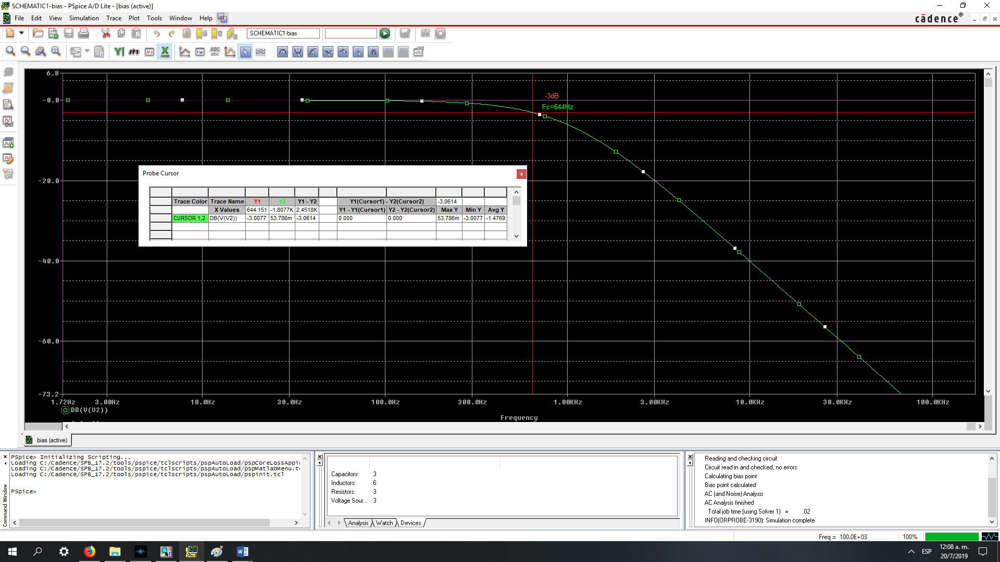 SCHEMATIC1-bias - PSpice A/D Lite - [bias (active)]
File Edit View Simulation Trace Plot Tools Window Help
cādence®
SCHEMATIC1-bias
FFT
ABC
abc
6.8
-0.0
-20.0
-40.0
-60.0
-73.2
-3dB
Fc=644Hz
Probe Cursor
Trace Color Trace Name Y1 Y2 Y1 - Y2 Y1(Cursor1) - Y2(Cursor2) -3.0614
X Values 644.151 -1.8077K 2.4518K Y1 - Y1(Cursor1) Y2 - Y2(Cursor2) Max Y Min Y Avg Y
CURSOR 1,2 DB(V(V2)) -3.0077 53.786m -3.0614 0.000 0.000 53.786m -3.0077 -1.4769
1.72Hz 3.00Hz 10.0Hz 30.0Hz 100.0Hz 300.0Hz 1.00KHz 3.00KHz 10.0KHz 30.0KHz 100.0KHz
DB(V(V2))
Frequency
bias (active)
Command Window
PSpice> Initializing Scripting...
Loading C:/Cadence/SPB_17.2/tools/pspice/tclscripts/pspAutoLoad/pspCoreLossAppin
Loading C:/Cadence/SPB_17.2/tools/pspice/tclscripts/pspAutoLoad/pspMatlabMenu.t
Loading C:/Cadence/SPB_17.2/tools/pspice/tclscripts/pspAutoLoad/pspinit.tcl
PSpice>
Capacitors: 3
Inductors: 6
Resistors: 3
Voltage Sour... 3
Analysis Watch Devices
Reading and checking circuit
Circuit read in and checked, no errors
Calculating bias point
Bias point calculated
AC (and Noise) Analysis
AC Analysis finished
Total job time (using Solver 1) = .02
INFO(ORPROBE-3190): Simulation complete
Freq = 100.0E+03 100%
ESP
12:08 a. m.
20/7/2019